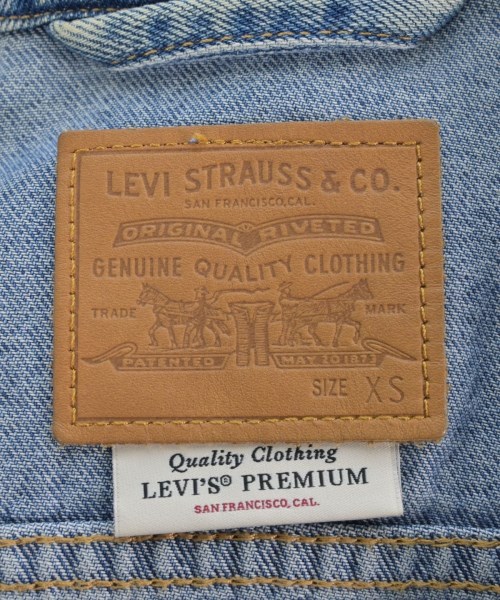 LEVI STRAUSS & CO.
SAN FRANCISCO, CAL.
ORIGINAL RIVETED
GENUINE QUALITY CLOTHING
TRADE MARK
PATENTED MAY 20 1873
SIZE XS
Quality Clothing
LEVI'S® PREMIUM
SAN FRANCISCO, CAL.